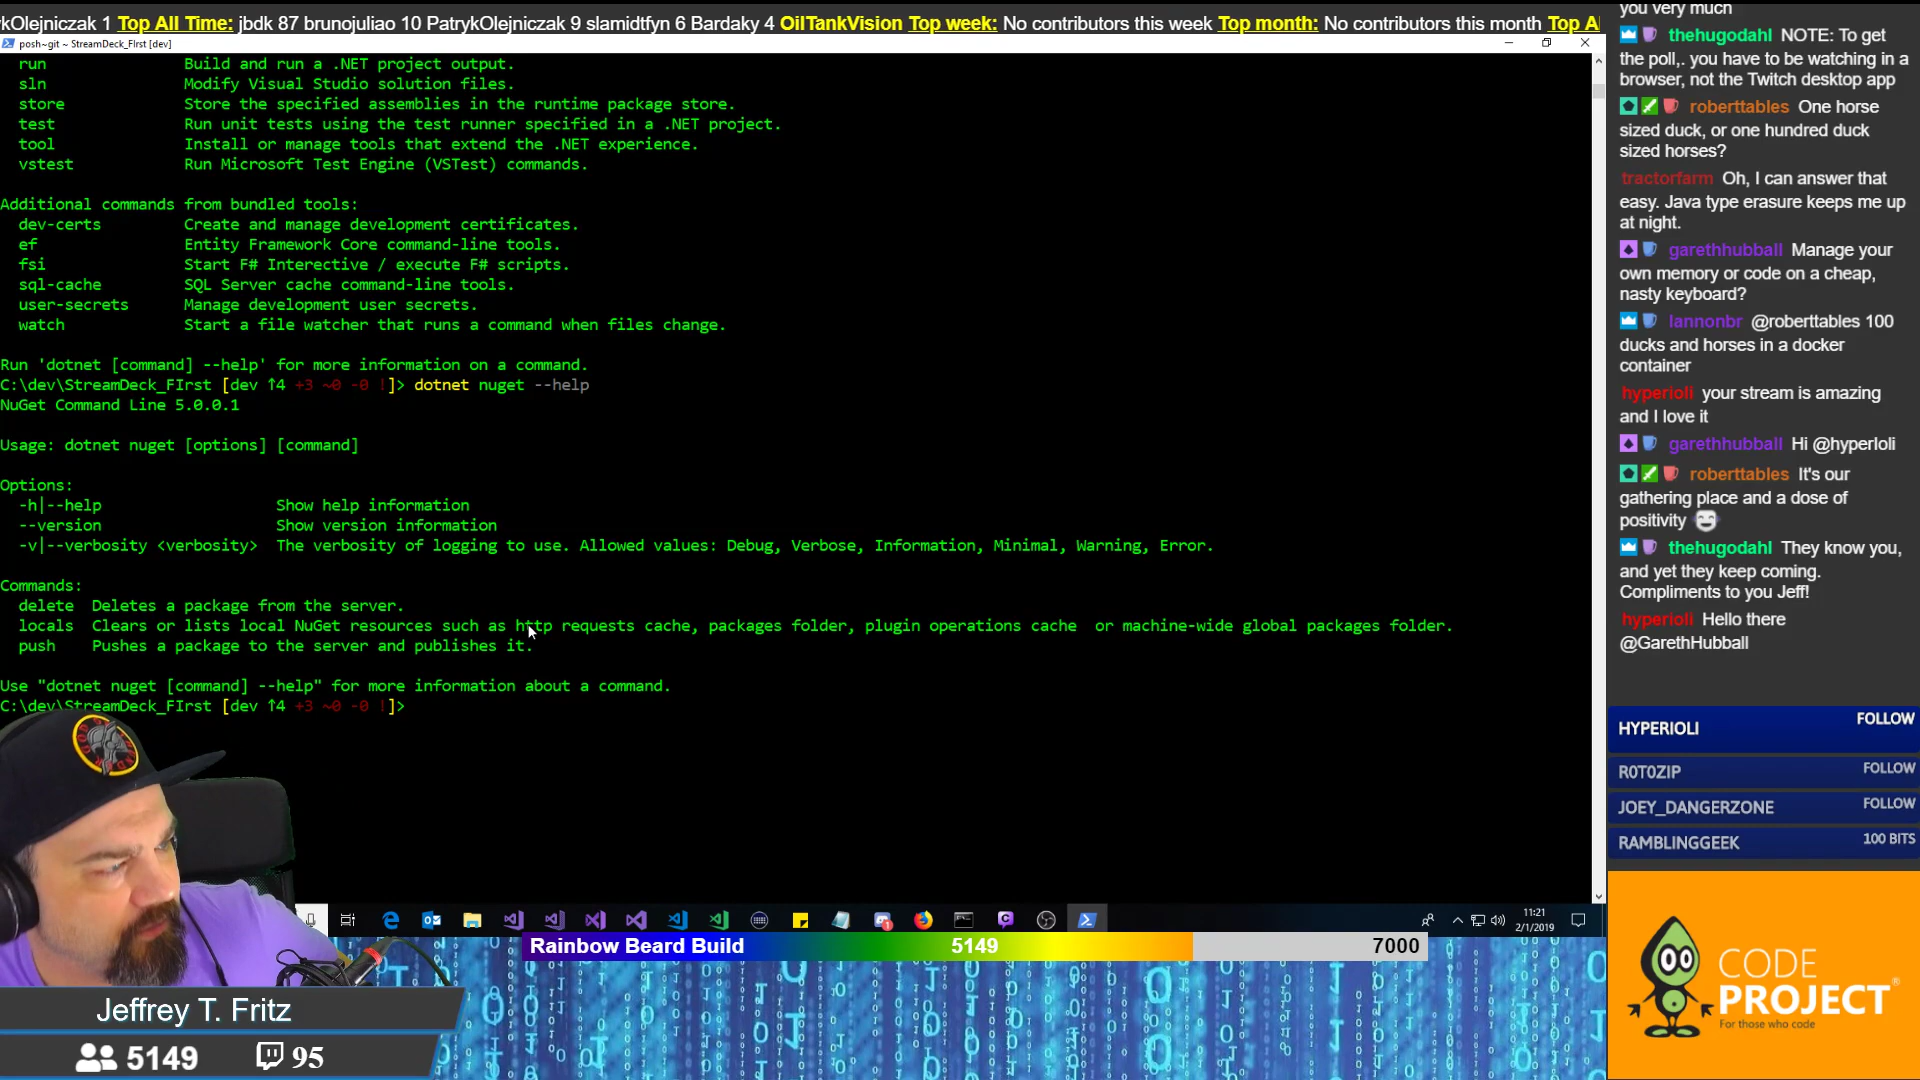 kOlejniczak 1 Top All Time: jbdk 87 brunojuliao 10 PatrykOlejniczak 9 slamidtfyn 6 Bardaky 4 OilTankVision Top week: No contributors this week Top month: No contributors this month Top A
posh~git ~ StreamDeck_FIrst [dev]
run Build and run a .NET project output.
sln Modify Visual Studio solution files.
store Store the specified assemblies in the runtime package store.
test Run unit tests using the test runner specified in a .NET project.
tool Install or manage tools that extend the .NET experience.
vstest Run Microsoft Test Engine (VSTest) commands.
Additional commands from bundled tools:
dev-certs Create and manage development certificates.
ef Entity Framework Core command-line tools.
fsi Start F# Interective / execute F# scripts.
sql-cache SQL Server cache command-line tools.
user-secrets Manage development user secrets.
watch Start a file watcher that runs a command when files change.
Run 'dotnet [command] --help' for more information on a command.
C:\dev\StreamDeck_FIrst [dev ↑4 +3 ~0 -0 !]> dotnet nuget --help
NuGet Command Line 5.0.0.1
Usage: dotnet nuget [options] [command]
Options:
-h|--help Show help information
--version Show version information
-v|--verbosity <verbosity> The verbosity of logging to use. Allowed values: Debug, Verbose, Information, Minimal, Warning, Error.
Commands:
delete Deletes a package from the server.
locals Clears or lists local NuGet resources such as http requests cache, packages folder, plugin operations cache or machine-wide global packages folder.
push Pushes a package to the server and publishes it.
Use "dotnet nuget [command] --help" for more information about a command.
C:\dev\StreamDeck_FIrst [dev ↑4 +3 ~0 -0 !]>
you very much
thehugodahl NOTE: To get
the poll,. you have to be watching in a
browser, not the Twitch desktop app
roberttables One horse
sized duck, or one hundred duck
sized horses?
tractorfarm Oh, I can answer that
easy. Java type erasure keeps me up
at night.
garethhubball Manage your
own memory or code on a cheap,
nasty keyboard?
lannonbr @roberttables 100
ducks and horses in a docker
container
hyperioli your stream is amazing
and I love it
garethhubball Hi @hyperIoli
roberttables It's our
gathering place and a dose of
positivity
thehugodahl They know you,
and yet they keep coming.
Compliments to you Jeff!
hyperioli Hello there
@GarethHubball
HYPERIOLI FOLLOW
R0T0ZIP FOLLOW
JOEY_DANGERZONE FOLLOW
RAMBLINGGEEK 100 BITS
11:21
2/1/2019
Rainbow Beard Build 5149 7000
Jeffrey T. Fritz
5149 95
CODE
PROJECT®
For those who code